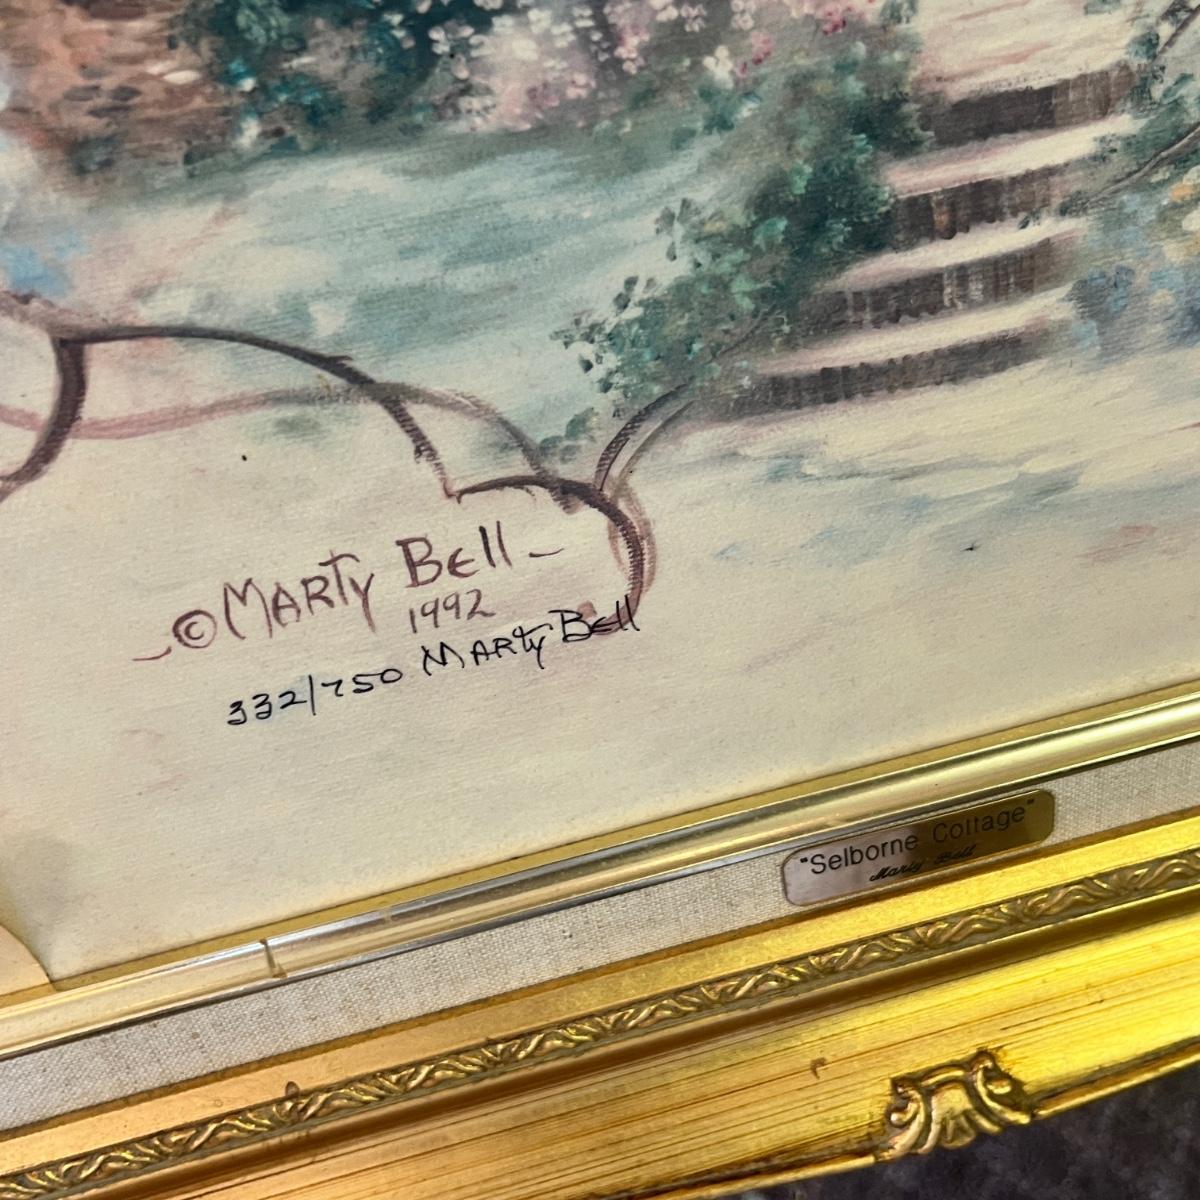 © MARTY BELL
1992
332/750 MARTY BELL
"Selborne Cottage"
Marty Bell